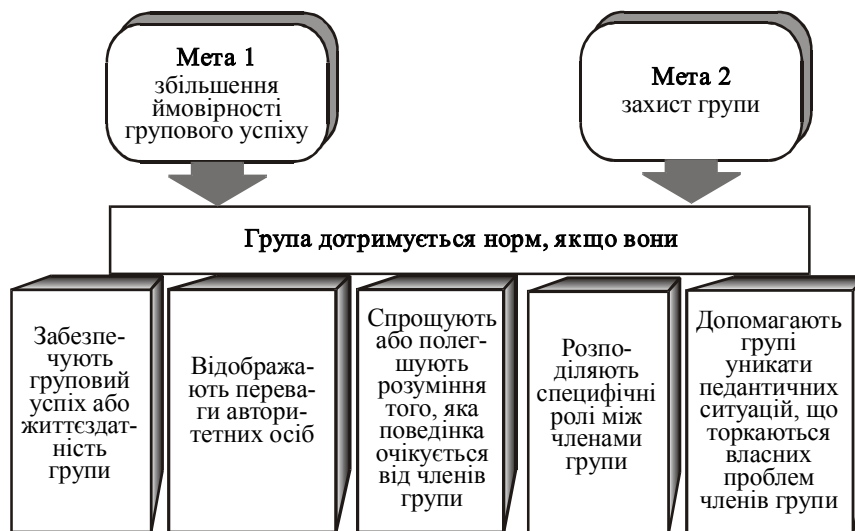 Мета 1
збільшення
ймовірності
групового успіху
Мета 2
захист групи
Група дотримується норм, якщо вони
Забезпе-
чують
груповий
успіх або
життєздат-
ність
групи
Відобража-
ють перева-
ги автори-
тетних осіб
Спрощують
або полег-
шують
розуміння
того, яка
поведінка
очікується
від членів
групи
Розпо-
діляють
специфічні
ролі між
членами
групи
Допомагають
групі
уникати
педантичних
ситуацій, що
торкаються
власних
проблем
членів групи